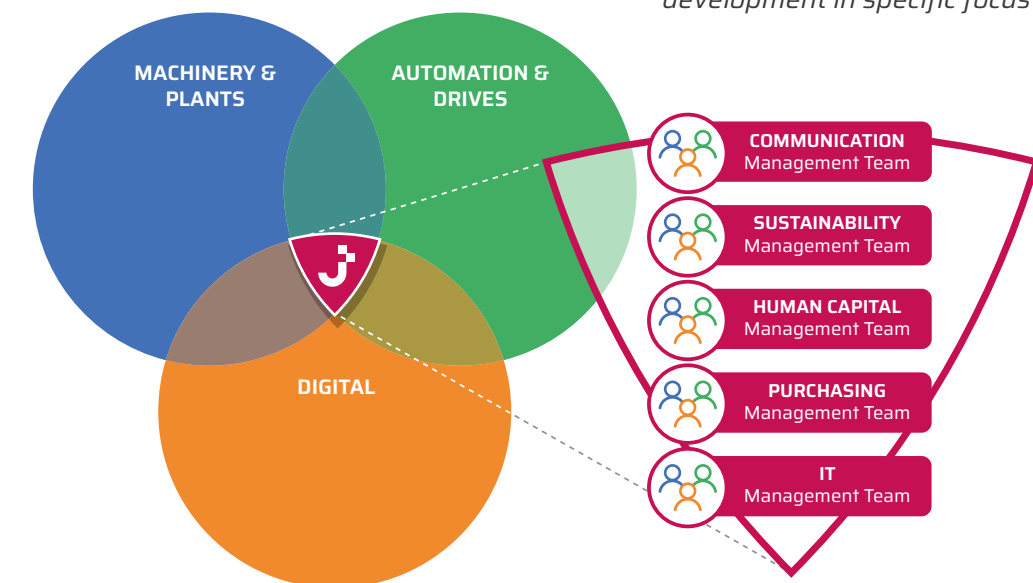 development in specific focus
MACHINERY &
PLANTS
AUTOMATION &
DRIVES
DIGITAL
J
COMMUNICATION
Management Team
SUSTAINABILITY
Management Team
HUMAN CAPITAL
Management Team
PURCHASING
Management Team
IT
Management Team